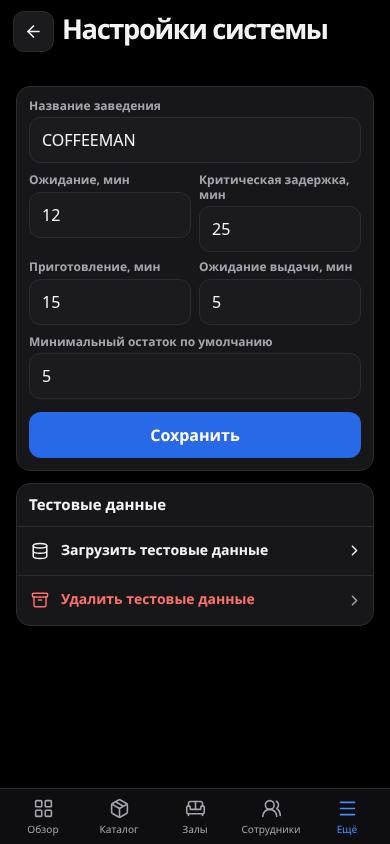 Настройки системы
Название заведения
COFFEEMAN
Ожидание, мин
12
Критическая задержка,
мин
25
Приготовление, мин
15
Ожидание выдачи, мин
5
Минимальный остаток по умолчанию
5
Сохранить
Тестовые данные
Загрузить тестовые данные
Удалить тестовые данные
Обзор
Каталог
Залы
Сотрудники
Ещё